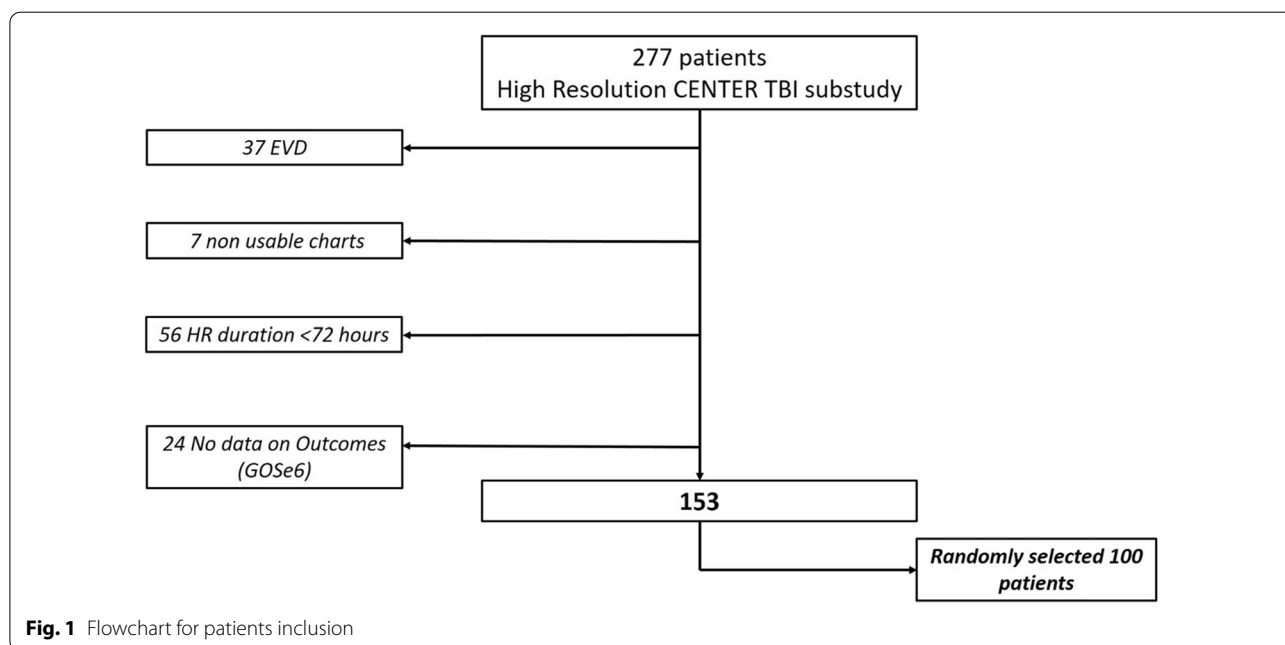 277 patients
High Resolution CENTER TBI substudy
37 EVD
7 non usable charts
56 HR duration <72 hours
24 No data on Outcomes
(GOSe6)
153
Randomly selected 100
patients
Fig. 1 Flowchart for patients inclusion